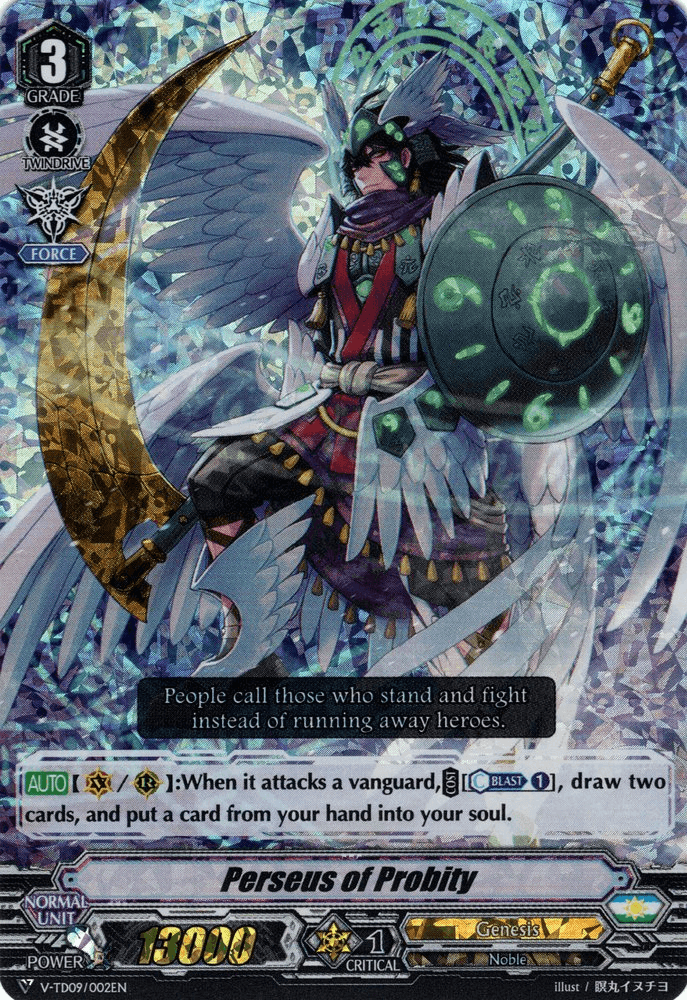 3
GRADE
TWINDRIVE
FORCE
People call those who stand and fight
instead of running away heroes.
AUTO【V/R】:When it attacks a vanguard, COST [C BLAST 1], draw two
cards, and put a card from your hand into your soul.
Perseus of Probity
NORMAL
UNIT
POWER 13000 1 CRITICAL
Genesis
Noble
V-TD09/002EN
illust / 瞑丸イヌチヨ